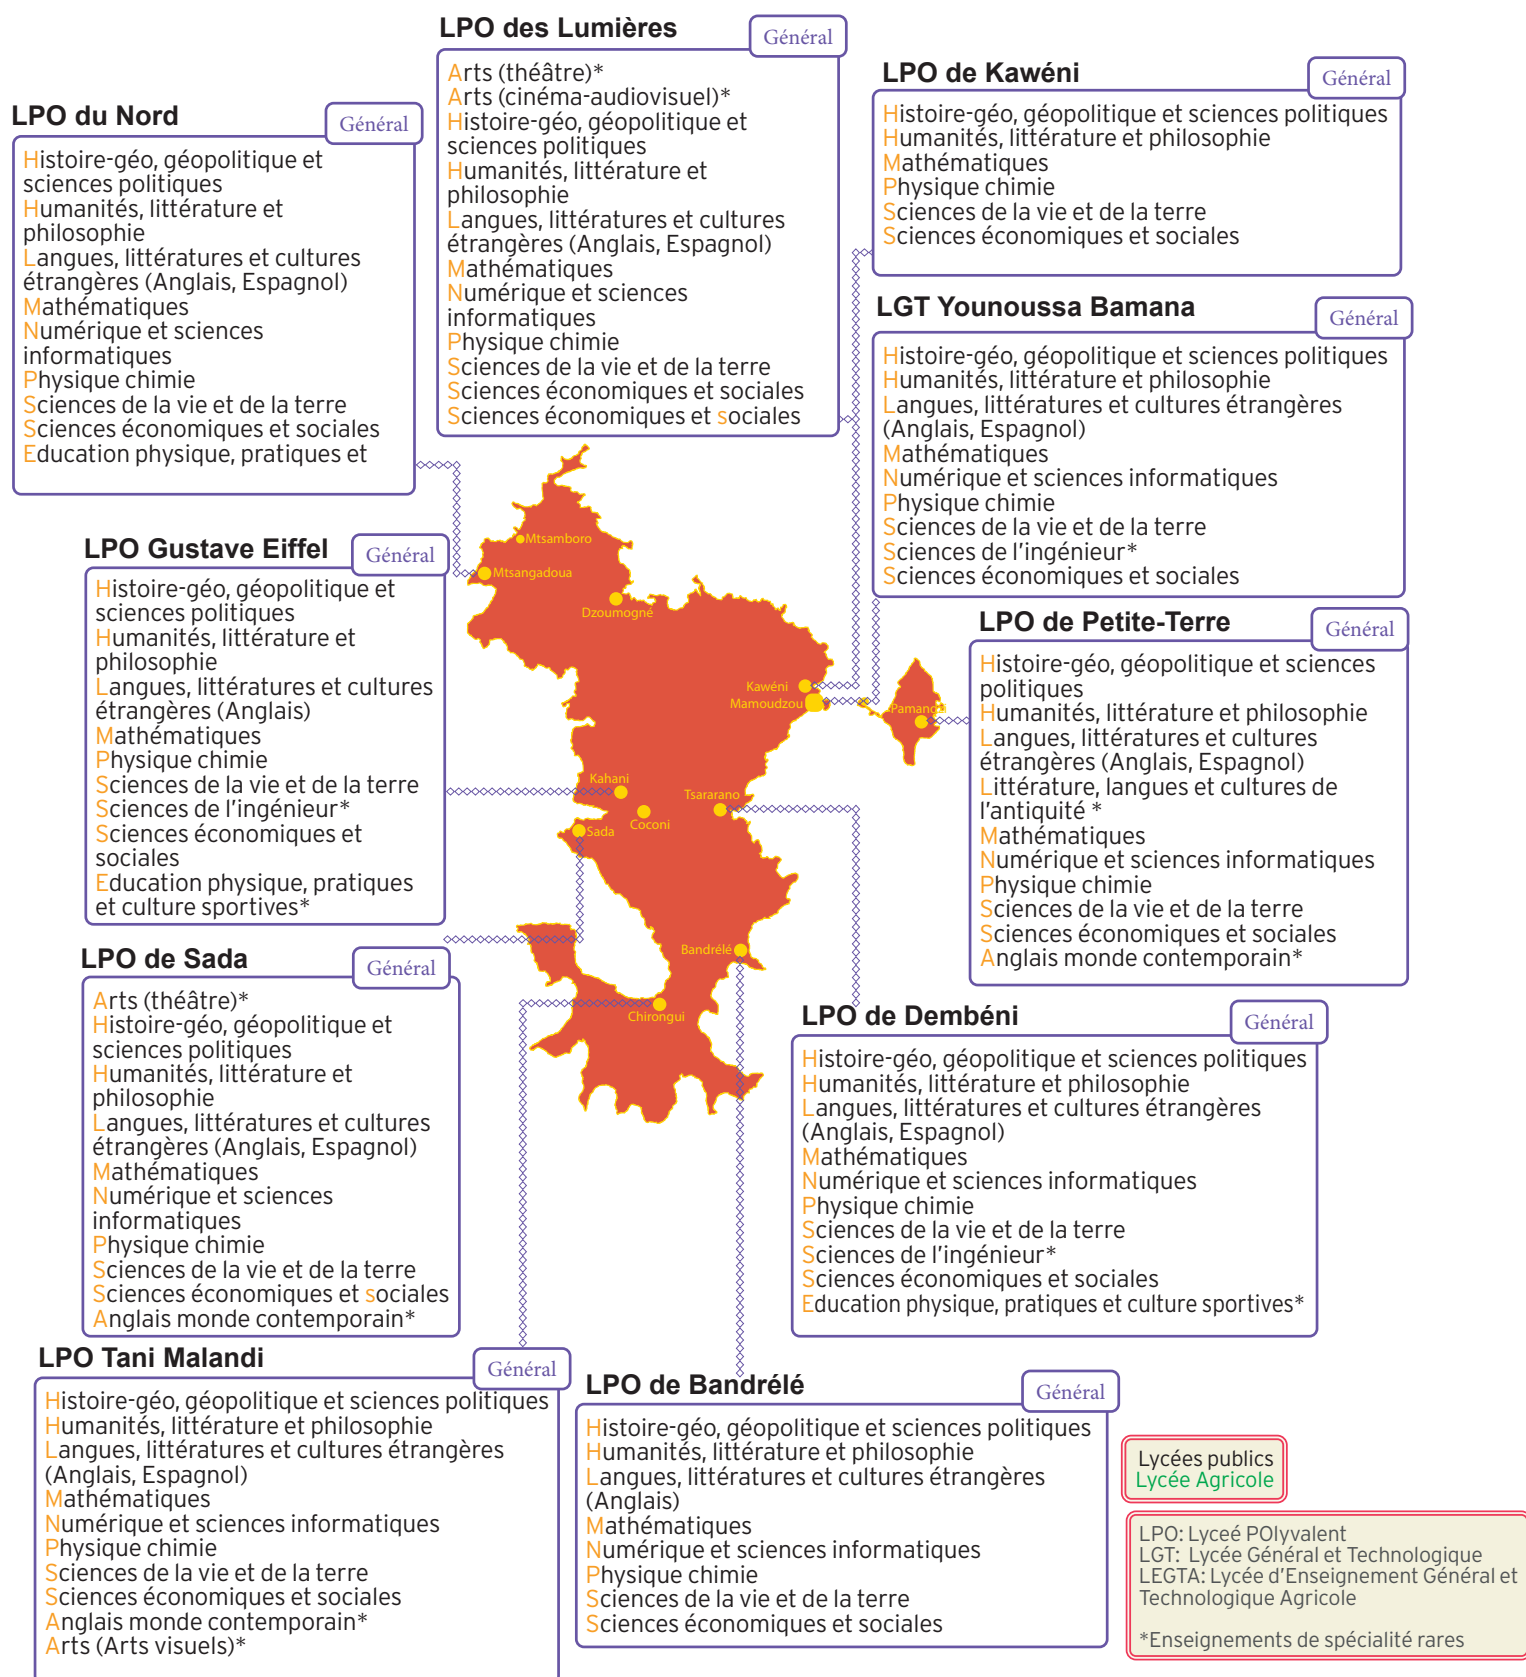 LPO des Lumières
Général
Arts (théâtre)*
Arts (cinéma-audiovisuel)*
Histoire-géo, géopolitique et
sciences politiques
Humanités, littérature et
philosophie
Langues, littératures et cultures
étrangères (Anglais, Espagnol)
Mathématiques
Numérique et sciences
informatiques
Physique chimie
Sciences de la vie et de la terre
Sciences économiques et sociales
Sciences économiques et sociales
LPO de Kawéni
Général
Histoire-géo, géopolitique et sciences politiques
Humanités, littérature et philosophie
Mathématiques
Physique chimie
Sciences de la vie et de la terre
Sciences économiques et sociales
LPO du Nord
Général
Histoire-géo, géopolitique et
sciences politiques
Humanités, littérature et
philosophie
Langues, littératures et cultures
étrangères (Anglais, Espagnol)
Mathématiques
Numérique et sciences
informatiques
Physique chimie
Sciences de la vie et de la terre
Sciences économiques et sociales
Education physique, pratiques et
LGT Younoussa Bamana
Général
Histoire-géo, géopolitique et sciences politiques
Humanités, littérature et philosophie
Langues, littératures et cultures étrangères
(Anglais, Espagnol)
Mathématiques
Numérique et sciences informatiques
Physique chimie
Sciences de la vie et de la terre
Sciences de l'ingénieur*
Sciences économiques et sociales
LPO Gustave Eiffel
Général
Histoire-géo, géopolitique et
sciences politiques
Humanités, littérature et
philosophie
Langues, littératures et cultures
étrangères (Anglais)
Mathématiques
Physique chimie
Sciences de la vie et de la terre
Sciences de l'ingénieur*
Sciences économiques et
sociales
Education physique, pratiques
et culture sportives*
Mtsamboro
Mtsangadoua
Dzoumogné
Kawéni
Mamoudzou
Pamandzi
Kahani
Tsararano
Coconi
Sada
Bandrélé
Chirongui
LPO de Petite-Terre
Général
Histoire-géo, géopolitique et sciences
politiques
Humanités, littérature et philosophie
Langues, littératures et cultures
étrangères (Anglais, Espagnol)
Littérature, langues et cultures de
l'antiquité *
Mathématiques
Numérique et sciences informatiques
Physique chimie
Sciences de la vie et de la terre
Sciences économiques et sociales
Anglais monde contemporain*
LPO de Sada
Général
Arts (théâtre)*
Histoire-géo, géopolitique et
sciences politiques
Humanités, littérature et
philosophie
Langues, littératures et cultures
étrangères (Anglais, Espagnol)
Mathématiques
Numérique et sciences
informatiques
Physique chimie
Sciences de la vie et de la terre
Sciences économiques et sociales
Anglais monde contemporain*
LPO de Dembéni
Général
Histoire-géo, géopolitique et sciences politiques
Humanités, littérature et philosophie
Langues, littératures et cultures étrangères
(Anglais, Espagnol)
Mathématiques
Numérique et sciences informatiques
Physique chimie
Sciences de la vie et de la terre
Sciences de l'ingénieur*
Sciences économiques et sociales
Education physique, pratiques et culture sportives*
LPO Tani Malandi
Général
Histoire-géo, géopolitique et sciences politiques
Humanités, littérature et philosophie
Langues, littératures et cultures étrangères
(Anglais, Espagnol)
Mathématiques
Numérique et sciences informatiques
Physique chimie
Sciences de la vie et de la terre
Sciences économiques et sociales
Anglais monde contemporain*
Arts (Arts visuels)*
LPO de Bandrélé
Général
Histoire-géo, géopolitique et sciences politiques
Humanités, littérature et philosophie
Langues, littératures et cultures étrangères
(Anglais)
Mathématiques
Numérique et sciences informatiques
Physique chimie
Sciences de la vie et de la terre
Sciences économiques et sociales
Lycées publics
Lycée Agricole
LPO: Lyceé POlyvalent
LGT: Lycée Général et Technologique
LEGTA: Lycée d'Enseignement Général et
Technologique Agricole
*Enseignements de spécialité rares